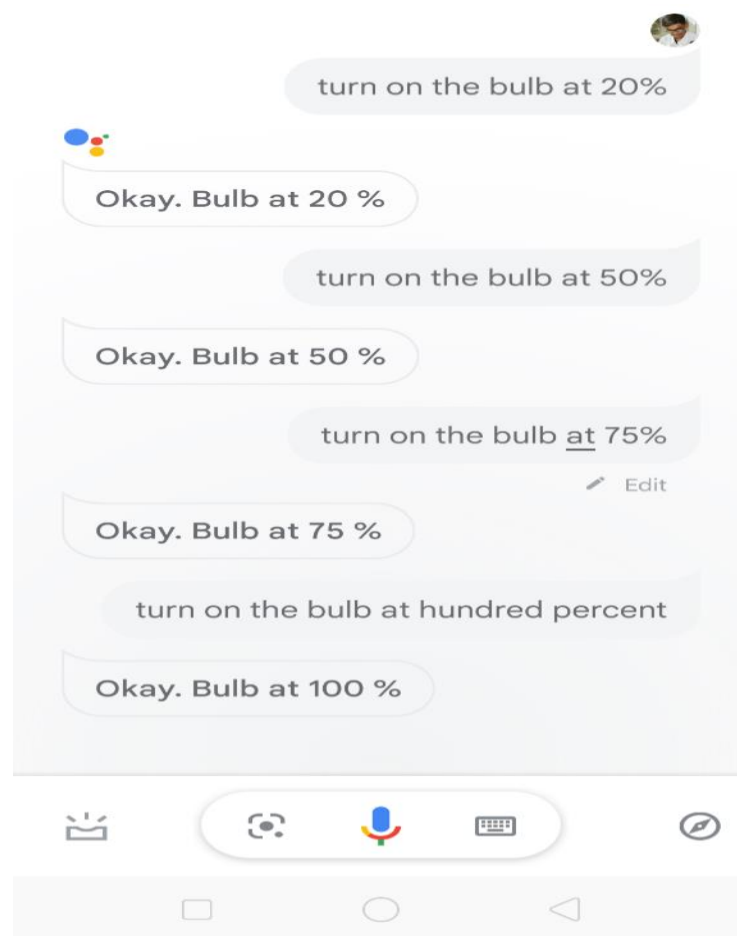 turn on the bulb at 20%
Okay. Bulb at 20 %
turn on the bulb at 50%
Okay. Bulb at 50 %
turn on the bulb at 75%
Edit
Okay. Bulb at 75 %
turn on the bulb at hundred percent
Okay. Bulb at 100 %